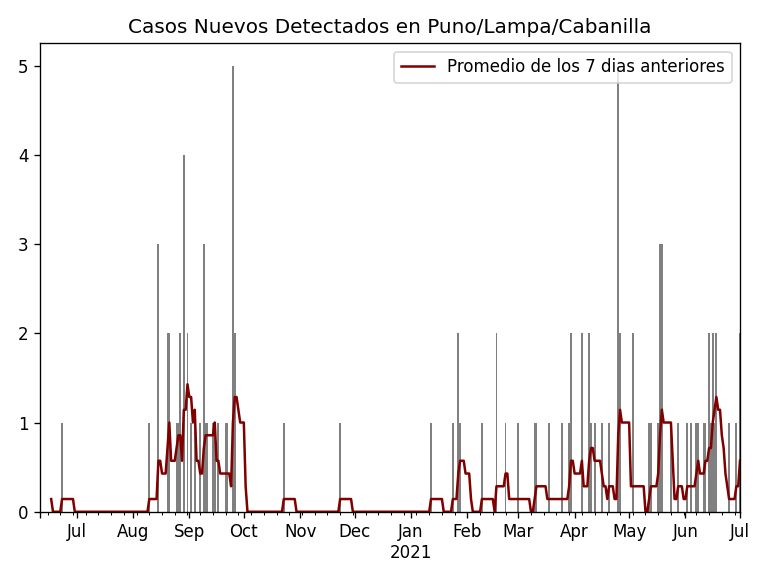 Casos Nuevos Detectados en Puno/Lampa/Cabanilla
Promedio de los 7 dias anteriores
5
4
3
2
1
0
Jul Aug Sep Oct Nov Dec Jan Feb Mar Apr May Jun Jul
2021